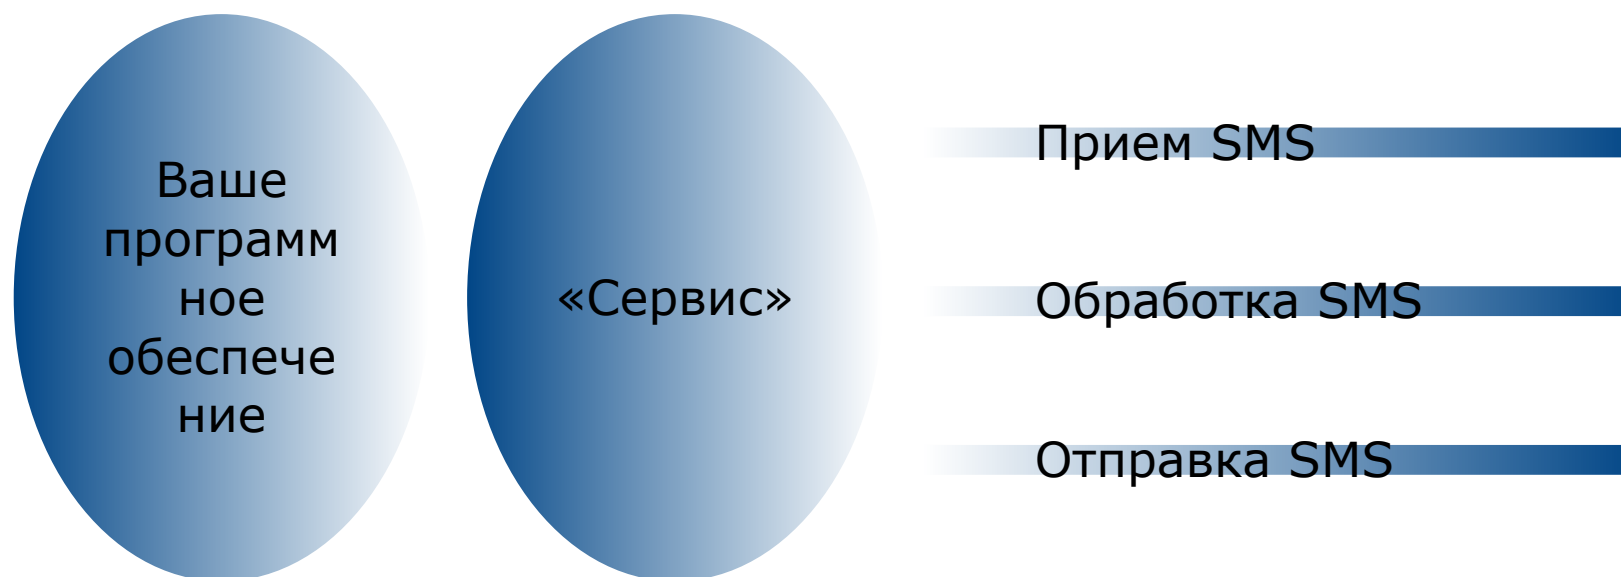 Ваше
программ
ное
обеспече
ние
«Сервис»
Прием SMS
Обработка SMS
Отправка SMS